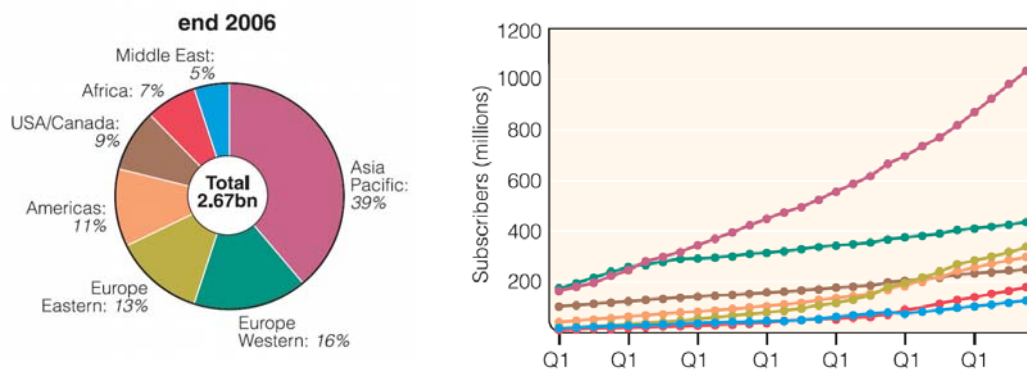 end 2006
Middle East:
5%
Africa: 7%
USA/Canada:
9%
Americas:
11%
Europe
Eastern: 13%
Europe
Western: 16%
Asia
Pacific:
39%
Total
2.67bn
Subscribers (millions)
1200
1000
800
600
400
200
Q1 Q1 Q1 Q1 Q1 Q1 Q1